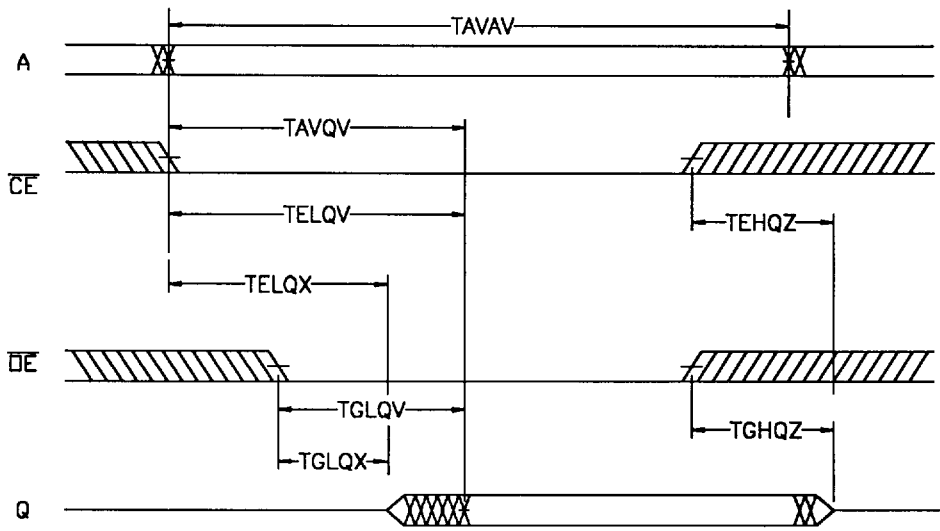 TAVAV
A
TAVQV
CE
TELQV
TEHQZ
TELQX
OE
TGLQV
TGHQZ
TGLQX
Q